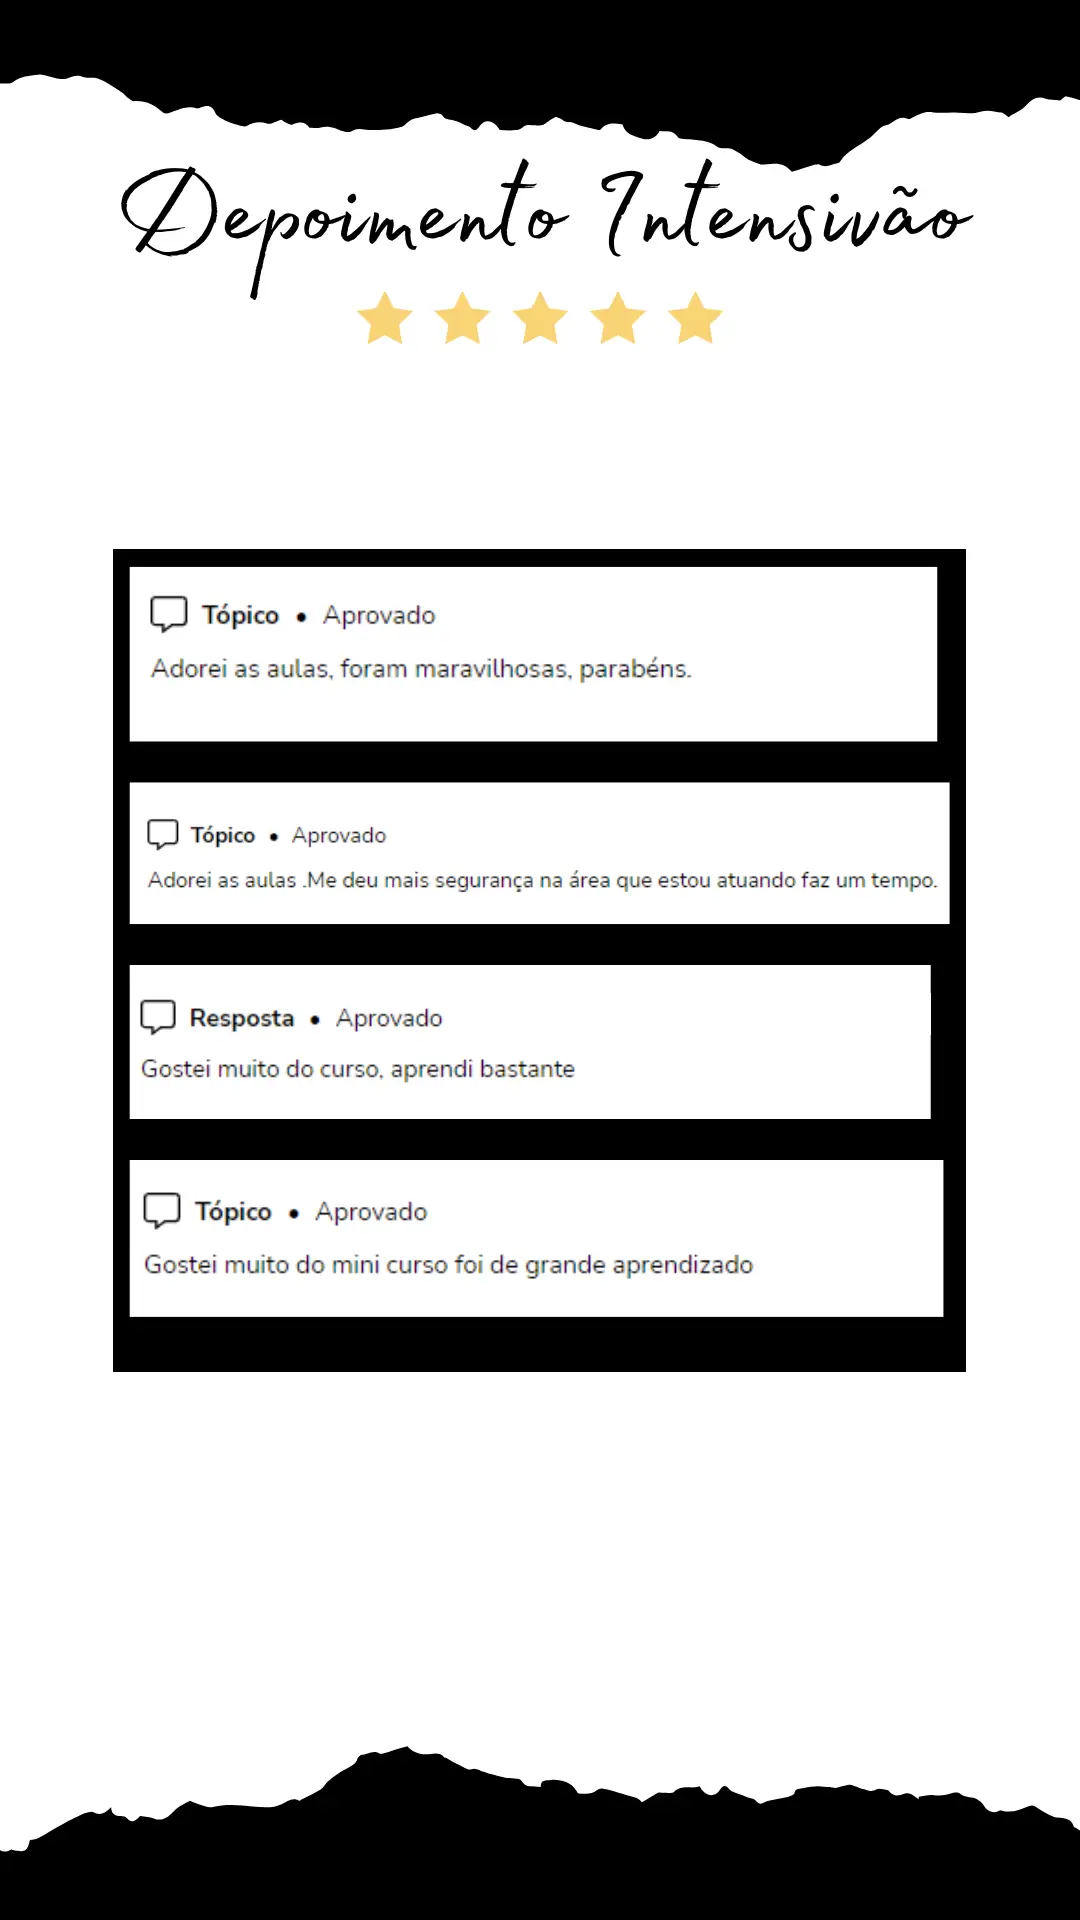 Depoimento Intensivão
Tópico • Aprovado
Adorei as aulas, foram maravilhosas, parabéns.
Tópico • Aprovado
Adorei as aulas .Me deu mais segurança na área que estou atuando faz um tempo.
Resposta • Aprovado
Gostei muito do curso, aprendi bastante
Tópico • Aprovado
Gostei muito do mini curso foi de grande aprendizado